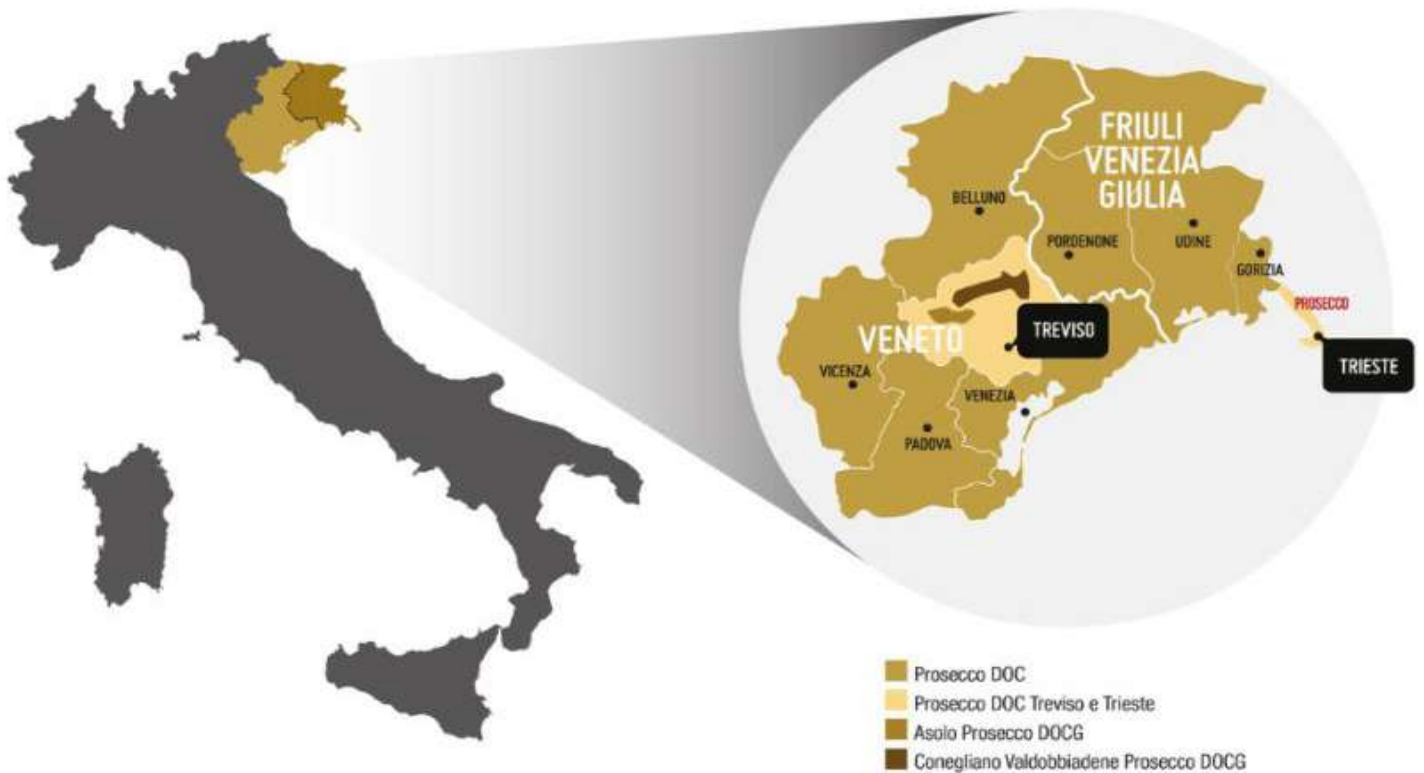 FRIULI
VENEZIA
GIULIA
BELLUNO
PORDENONE
UDINE
GORIZIA
PROSECCO
TREVISO
VENETO
TRIESTE
VICENZA
VENEZIA
PADOVA
Prosecco DOC
Prosecco DOC Treviso e Trieste
Asolo Prosecco DOCG
Conegliano Valdobbiadene Prosecco DOCG